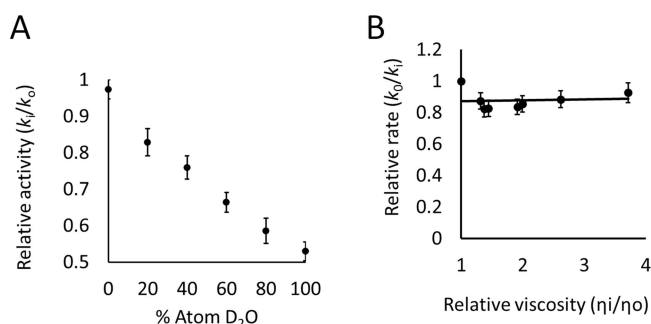 A
Relative activity (ki/ko)
1
0.9
0.8
0.7
0.6
0.5
0 20 40 60 80 100
% Atom D2O
B
Relative rate (k0/ki)
1.2
1
0.8
0.6
0.4
0.2
0
1 2 3 4
Relative viscosity (ηi/ηo)